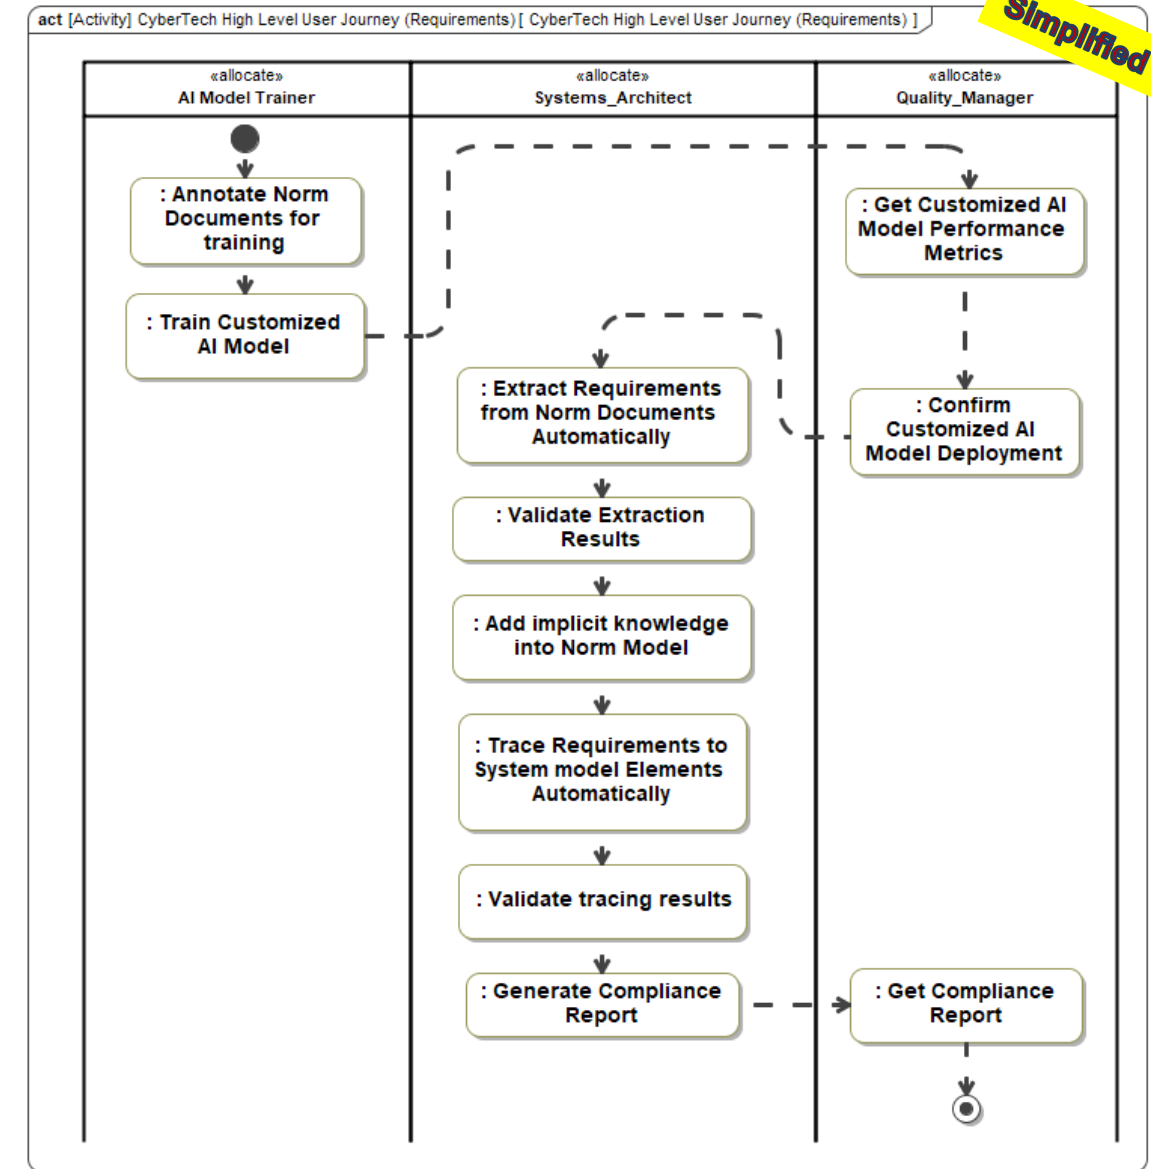 act [Activity] CyberTech High Level User Journey (Requirements) [ CyberTech High Level User Journey (Requirements) ]
Simplified
«allocate»
AI Model Trainer
«allocate»
Systems_Architect
«allocate»
Quality_Manager
: Annotate Norm
Documents for
training
: Train Customized
AI Model
: Get Customized AI
Model Performance
Metrics
: Confirm
Customized AI
Model Deployment
: Extract Requirements
from Norm Documents
Automatically
: Validate Extraction
Results
: Add implicit knowledge
into Norm Model
: Trace Requirements to
System model Elements
Automatically
: Validate tracing results
: Generate Compliance
Report
: Get Compliance
Report